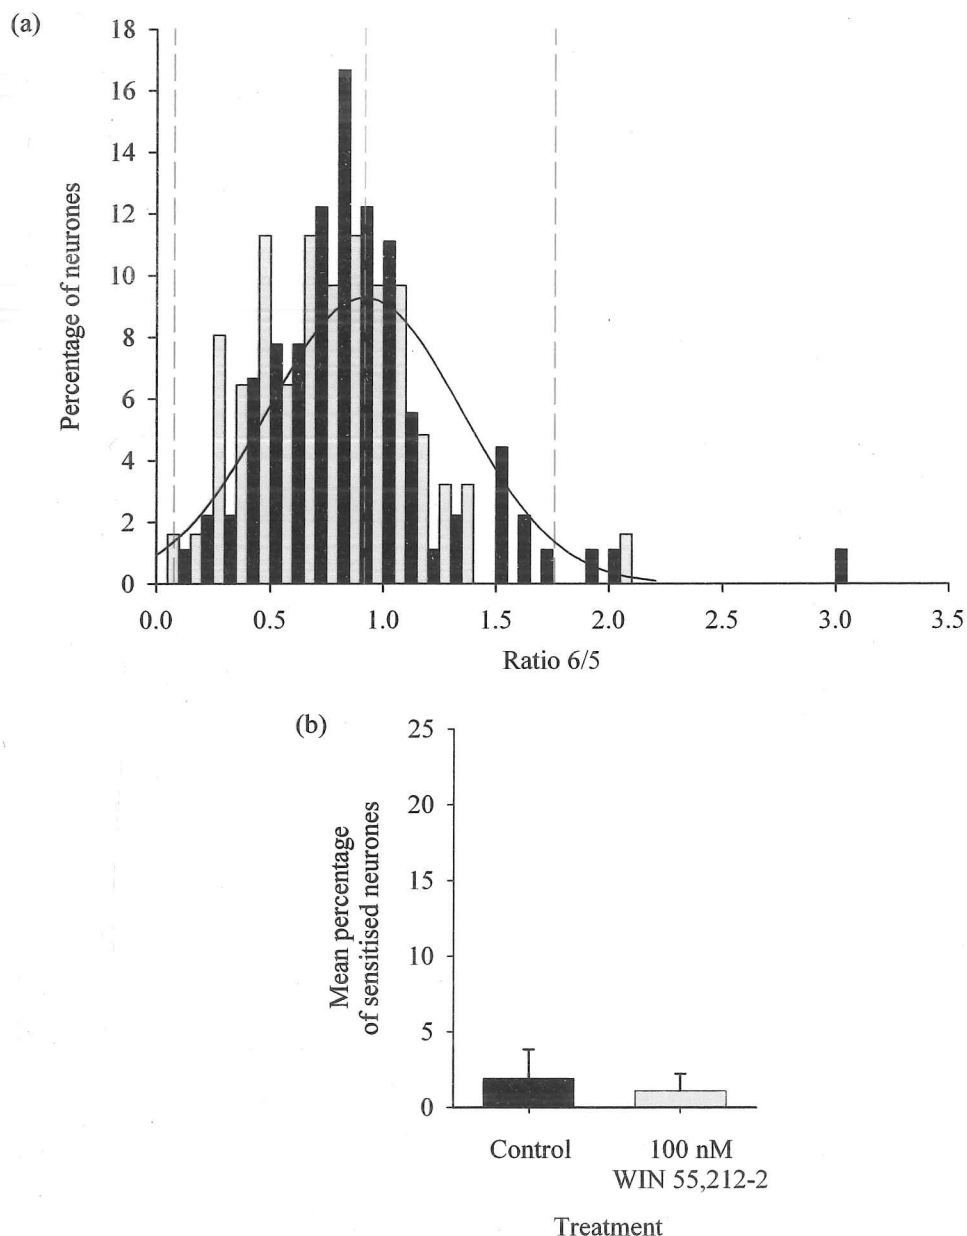 (a)
18
16
14
12
10
8
6
4
2
0
Percentage of neurones
0.0 0.5 1.0 1.5 2.0 2.5 3.0 3.5
Ratio 6/5
(b)
25
20
15
10
5
0
Mean percentage
of sensitised neurones
Control
100 nM
WIN 55,212-2
Treatment